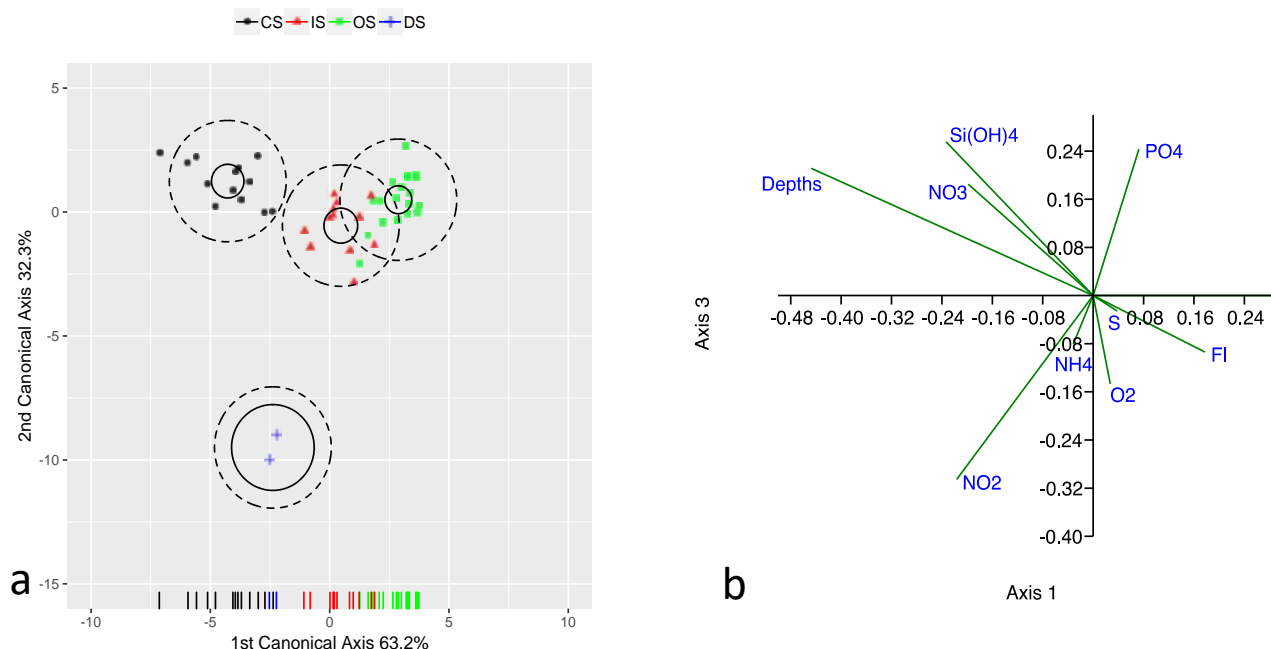 CS IS OS DS
5
0
-5
-10
-15
2nd Canonical Axis 32.3%
-10 -5 0 5 10
1st Canonical Axis 63.2%
a
Si(OH)4
PO4
Depths
NO3
0.24
0.16
0.08
-0.48 -0.40 -0.32 -0.24 -0.16 -0.08 0.08 0.16 0.24
S
-0.08
NH4
FI
-0.16
O2
-0.24
NO2
-0.32
-0.40
Axis 3
Axis 1
b